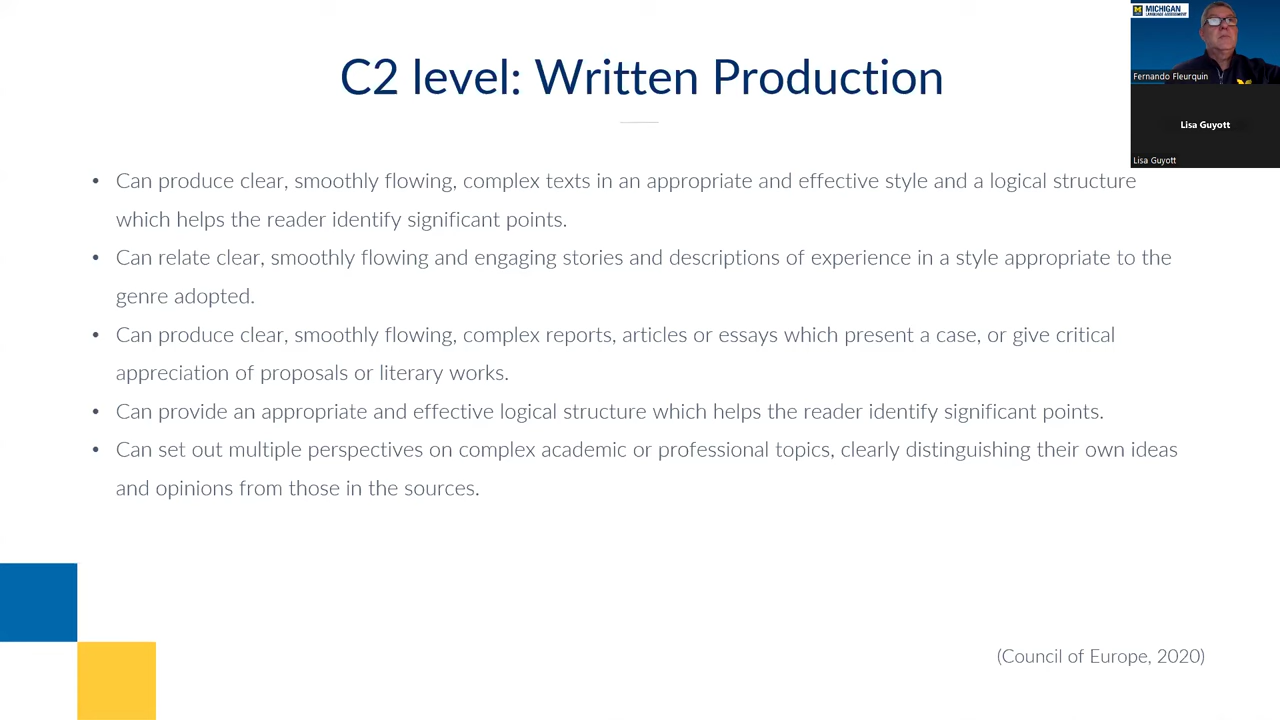 C2 level: Written Production
MICHIGAN
LANGUAGE ASSESSMENT
Fernando Fleurquin
Lisa Guyott
Lisa Guyott
• Can produce clear, smoothly flowing, complex texts in an appropriate and effective style and a logical structure
which helps the reader identify significant points.
• Can relate clear, smoothly flowing and engaging stories and descriptions of experience in a style appropriate to the
genre adopted.
• Can produce clear, smoothly flowing, complex reports, articles or essays which present a case, or give critical
appreciation of proposals or literary works.
• Can provide an appropriate and effective logical structure which helps the reader identify significant points.
• Can set out multiple perspectives on complex academic or professional topics, clearly distinguishing their own ideas
and opinions from those in the sources.
(Council of Europe, 2020)